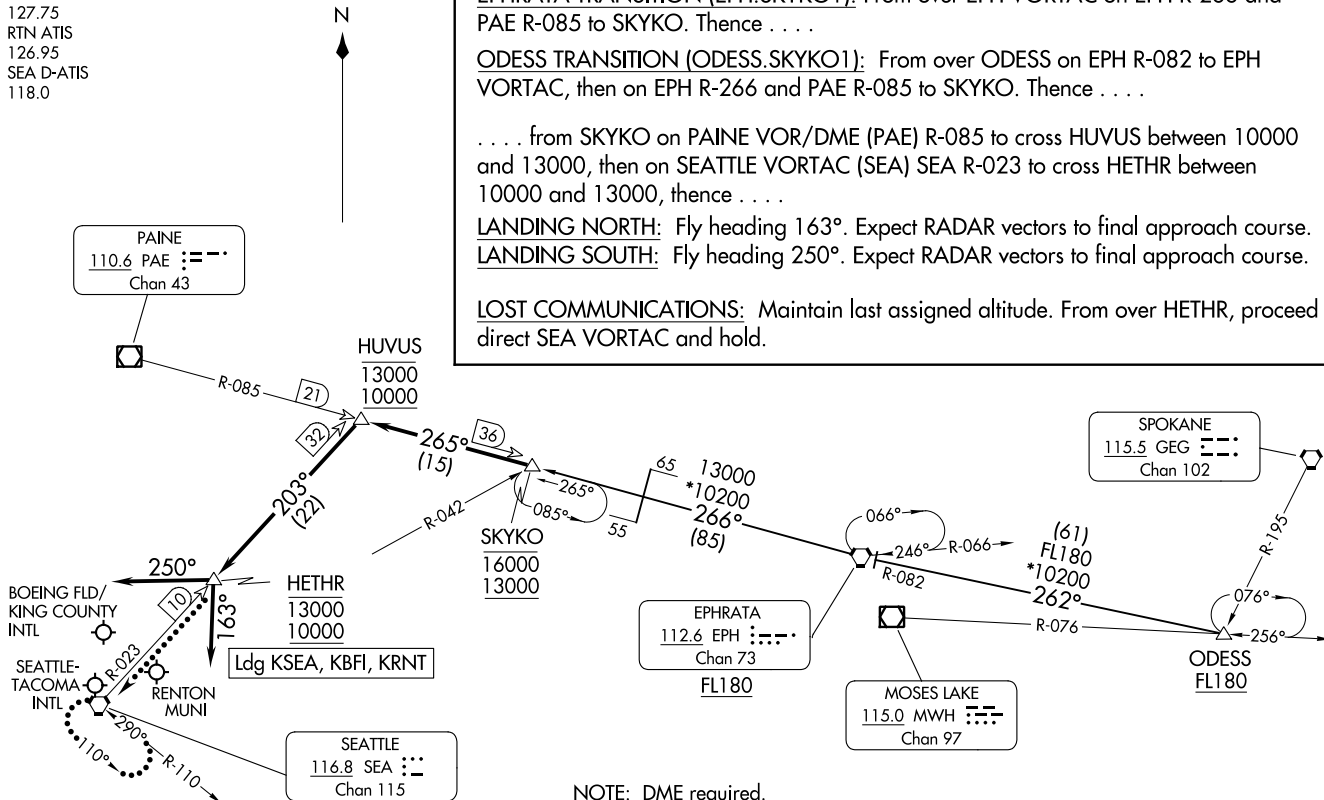 127.75
RTN ATIS
126.95
SEA D-ATIS
118.0
N
PAE R-085 to SKYKO. Thence . . . .
ODESS TRANSITION (ODESS.SKYKO1): From over ODESS on EPH R-082 to EPH
VORTAC, then on EPH R-266 and PAE R-085 to SKYKO. Thence . . . .
. . . . from SKYKO on PAINE VOR/DME (PAE) R-085 to cross HUVUS between 10000
and 13000, then on SEATTLE VORTAC (SEA) SEA R-023 to cross HETHR between
10000 and 13000, thence . . . .
LANDING NORTH: Fly heading 163°. Expect RADAR vectors to final approach course.
LANDING SOUTH: Fly heading 250°. Expect RADAR vectors to final approach course.
LOST COMMUNICATIONS: Maintain last assigned altitude. From over HETHR, proceed
direct SEA VORTAC and hold.
PAINE
110.6 PAE
Chan 43
R-085
21
HUVUS
13000
10000
32
265°
(15)
36
203°
(22)
R-042
265°
085°
SKYKO
16000
13000
65
55
13000
*10200
266°
(85)
066°
246°
R-066
R-082
(61)
FL180
*10200
262°
SPOKANE
115.5 GEG
Chan 102
R-195
076°
256°
R-076
ODESS
FL180
EPHRATA
112.6 EPH
Chan 73
FL180
MOSES LAKE
115.0 MWH
Chan 97
250°
163°
10
HETHR
13000
10000
Ldg KSEA, KBFI, KRNT
BOEING FLD/
KING COUNTY
INTL
R-023
SEATTLE-
TACOMA
INTL
RENTON
MUNI
290°
110°
R-110
SEATTLE
116.8 SEA
Chan 115
NOTE: DME required.